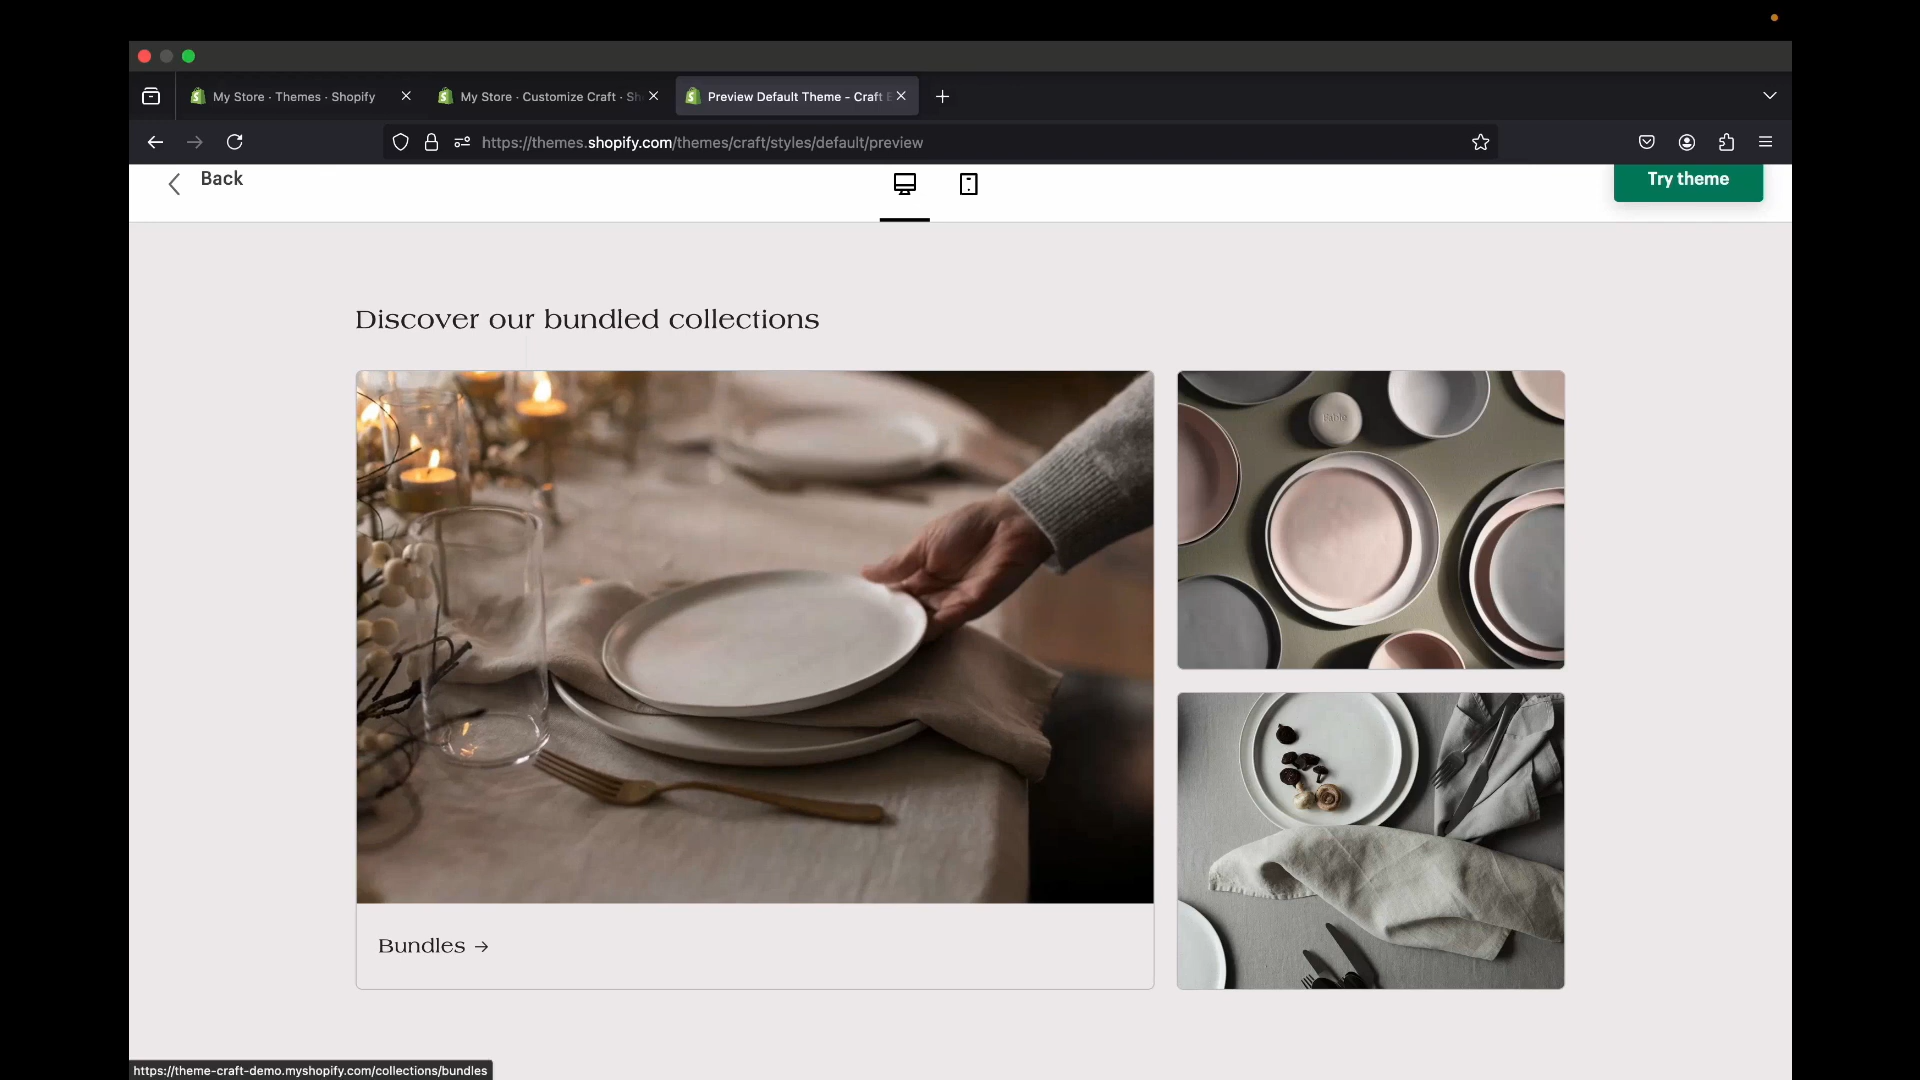 My Store · Themes · Shopify
My Store · Customize Craft · Sh
Preview Default Theme - Craft E
https://themes.shopify.com/themes/craft/styles/default/preview
Back
Try theme
Discover our bundled collections
Fable
Bundles →
https://theme-craft-demo.myshopify.com/collections/bundles